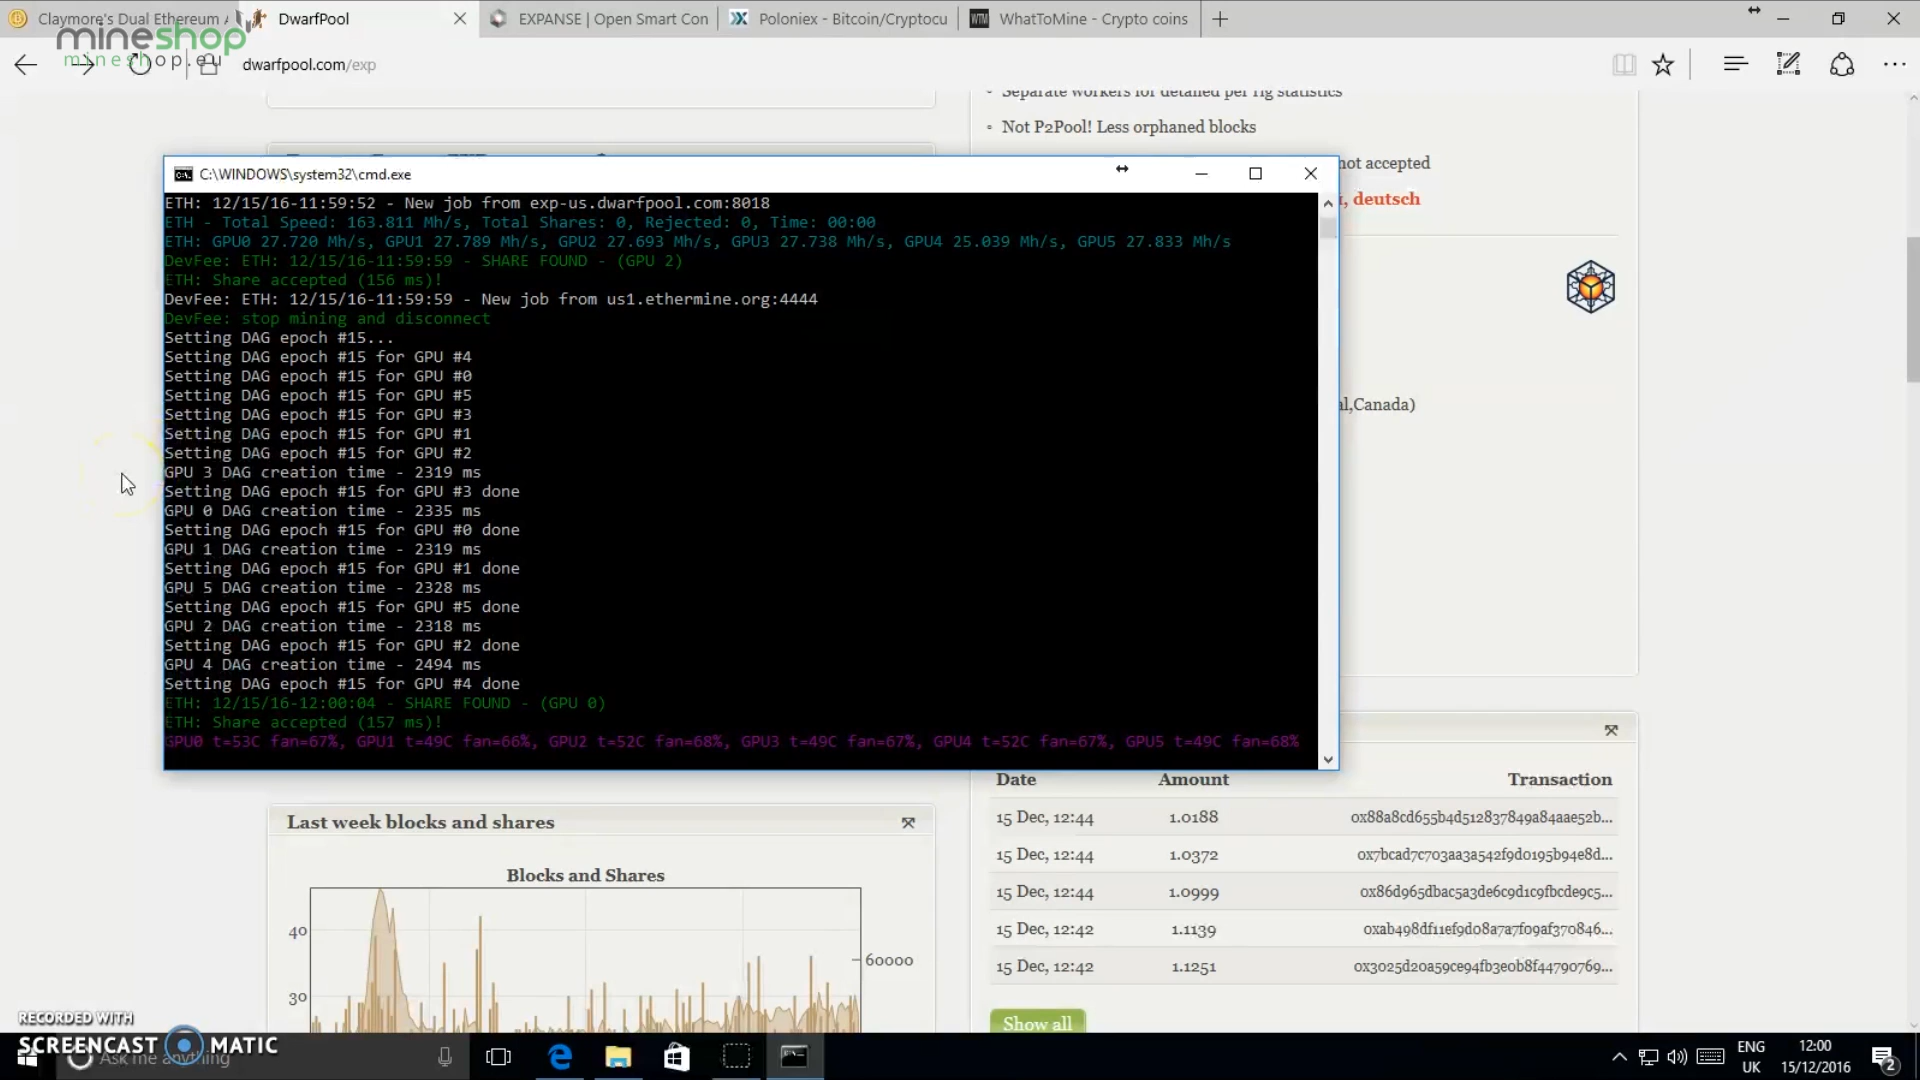 Claymore's Dual Ethereum
DwarfPool
EXPANSE | Open Smart Con
Poloniex - Bitcoin/Cryptocu
WTM
WhatToMine - Crypto coins
mineshop
mineshop.eu
dwarfpool.com/exp
Separate workers for detailed per rig statistics
Not P2Pool! Less orphaned blocks
not accepted
deutsch
Canada)
C:\WINDOWS\system32\cmd.exe
ETH: 12/15/16-11:59:52 - New job from exp-us.dwarfpool.com:8018
ETH - Total Speed: 163.811 Mh/s, Total Shares: 0, Rejected: 0, Time: 00:00
ETH: GPU0 27.720 Mh/s, GPU1 27.789 Mh/s, GPU2 27.693 Mh/s, GPU3 27.738 Mh/s, GPU4 25.039 Mh/s, GPU5 27.833 Mh/s
DevFee: ETH: 12/15/16-11:59:59 - SHARE FOUND - (GPU 2)
ETH: Share accepted (156 ms)!
DevFee: ETH: 12/15/16-11:59:59 - New job from us1.ethermine.org:4444
DevFee: stop mining and disconnect
Setting DAG epoch #15...
Setting DAG epoch #15 for GPU #4
Setting DAG epoch #15 for GPU #0
Setting DAG epoch #15 for GPU #5
Setting DAG epoch #15 for GPU #3
Setting DAG epoch #15 for GPU #1
Setting DAG epoch #15 for GPU #2
GPU 3 DAG creation time - 2319 ms
Setting DAG epoch #15 for GPU #3 done
GPU 0 DAG creation time - 2335 ms
Setting DAG epoch #15 for GPU #0 done
GPU 1 DAG creation time - 2319 ms
Setting DAG epoch #15 for GPU #1 done
GPU 5 DAG creation time - 2328 ms
Setting DAG epoch #15 for GPU #5 done
GPU 2 DAG creation time - 2318 ms
Setting DAG epoch #15 for GPU #2 done
GPU 4 DAG creation time - 2494 ms
Setting DAG epoch #15 for GPU #4 done
ETH: 12/15/16-12:00:04 - SHARE FOUND - (GPU 0)
ETH: Share accepted (157 ms)!
GPU0 t=53C fan=67%, GPU1 t=49C fan=66%, GPU2 t=52C fan=68%, GPU3 t=49C fan=67%, GPU4 t=52C fan=67%, GPU5 t=49C fan=68%
Last week blocks and shares
Blocks and Shares
40
30
60000
Date Amount Transaction
15 Dec, 12:44 1.0188 0x88a8cd655b4d512837849a84aae52b...
15 Dec, 12:44 1.0372 0x7bcad7c703aa3a542f9d0195b94e8d...
15 Dec, 12:44 1.0999 0x86d965dbac5a3de6c9d1c9fbcde9c5...
15 Dec, 12:42 1.1139 0xab498df11ef9d08a7a7f09af370846...
15 Dec, 12:42 1.1251 0x3025d20a59ce94fb3e0b8f44790769...
Show all
RECORDED WITH
SCREENCAST MATIC
Ask me anything
ENG
UK
12:00
15/12/2016
2